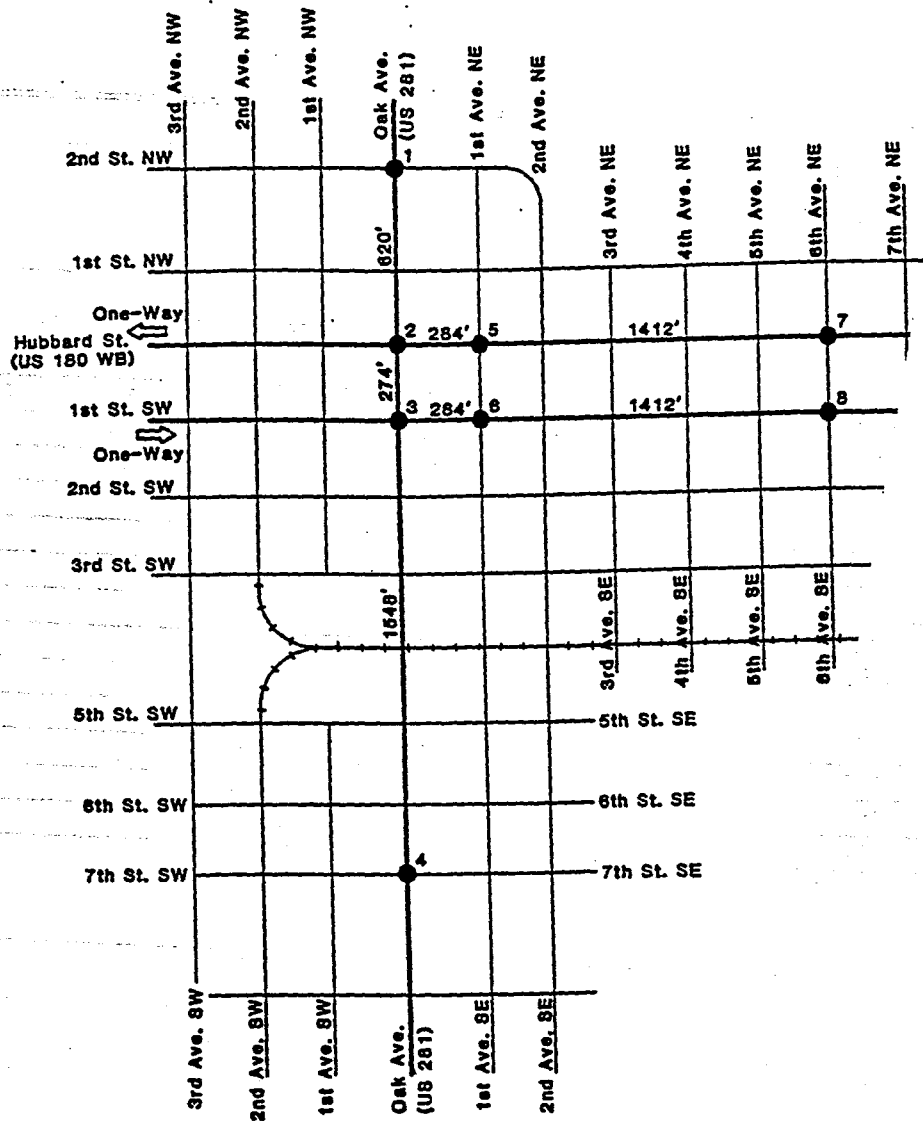 3rd Ave. NW
2nd Ave. NW
1st Ave. NW
Oak Ave.
(US 281)
1st Ave. NE
2nd Ave. NE
2nd St. NW
1
3rd Ave. NE
4th Ave. NE
5th Ave. NE
6th Ave. NE
7th Ave. NE
620'
1st St. NW
One-Way
Hubbard St.
(US 180 WB)
2
284'
5
1412'
7
274'
1st St. SW
3
284'
6
1412'
8
One-Way
2nd St. SW
3rd St. SW
1548'
3rd Ave. SE
4th Ave. SE
5th Ave. SE
6th Ave. SE
5th St. SW
5th St. SE
6th St. SW
6th St. SE
7th St. SW
4
7th St. SE
3rd Ave. SW
2nd Ave. SW
1st Ave. SW
Oak Ave.
(US 281)
1st Ave. SE
2nd Ave. SE